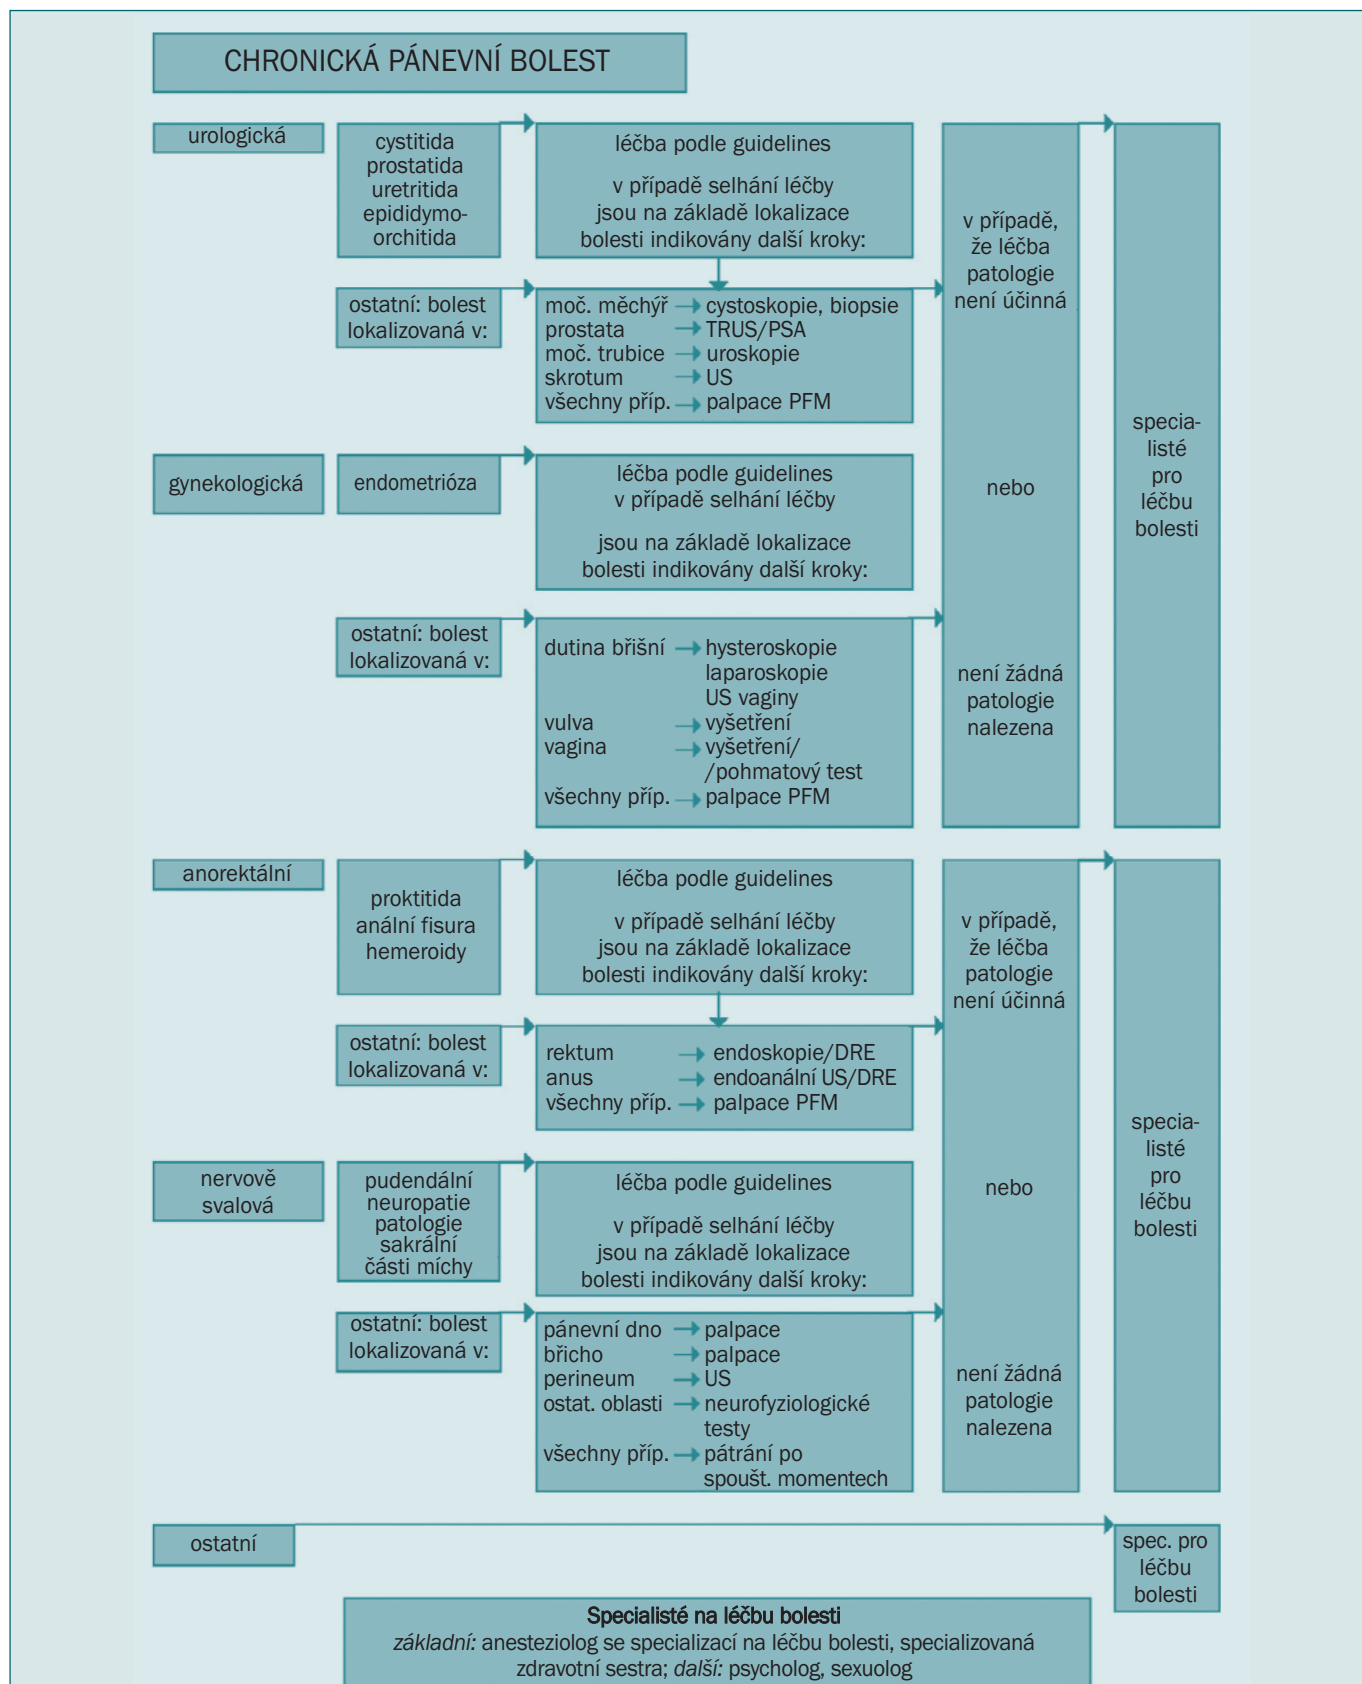 CHRONICKÁ PÁNEVNÍ BOLEST
urologická
cystitida
prostatida
uretritida
epididymo-
orchitida
léčba podle guidelines
v případě selhání léčby
jsou na základě lokalizace
bolesti indikovány další kroky:
ostatní: bolest
lokalizovaná v:
moč. měchýř → cystoskopie, biopsie
prostata → TRUS/PSA
moč. trubice → uroskopie
skrotum → US
všechny příp. → palpace PFM
gynekologická
endometrióza
léčba podle guidelines
v případě selhání léčby
jsou na základě lokalizace
bolesti indikovány další kroky:
ostatní: bolest
lokalizovaná v:
dutina břišní → hysteroskopie
laparoskopie
US vaginy
vulva → vyšetření
vagina → vyšetření/
/pohmatový test
všechny příp. → palpace PFM
v případě,
že léčba
patologie
není účinná
nebo
není žádná
patologie
nalezena
specia-
listé
pro
léčbu
bolesti
anorektální
proktitida
anální fisura
hemeroidy
léčba podle guidelines
v případě selhání léčby
jsou na základě lokalizace
bolesti indikovány další kroky:
ostatní: bolest
lokalizovaná v:
rektum → endoskopie/DRE
anus → endoanální US/DRE
všechny příp. → palpace PFM
nervově
svalová
pudendální
neuropatie
patologie
sakrální
části míchy
léčba podle guidelines
v případě selhání léčby
jsou na základě lokalizace
bolesti indikovány další kroky:
ostatní: bolest
lokalizovaná v:
pánevní dno → palpace
břicho → palpace
perineum → US
ostat. oblasti → neurofyziologické
testy
všechny příp. → pátrání po
spoušt. momentech
v případě,
že léčba
patologie
není účinná
nebo
není žádná
patologie
nalezena
specia-
listé
pro
léčbu
bolesti
ostatní
spec. pro
léčbu
bolesti
Specialisté na léčbu bolesti
základní: anesteziolog se specializací na léčbu bolesti, specializovaná
zdravotní sestra; další: psycholog, sexuolog